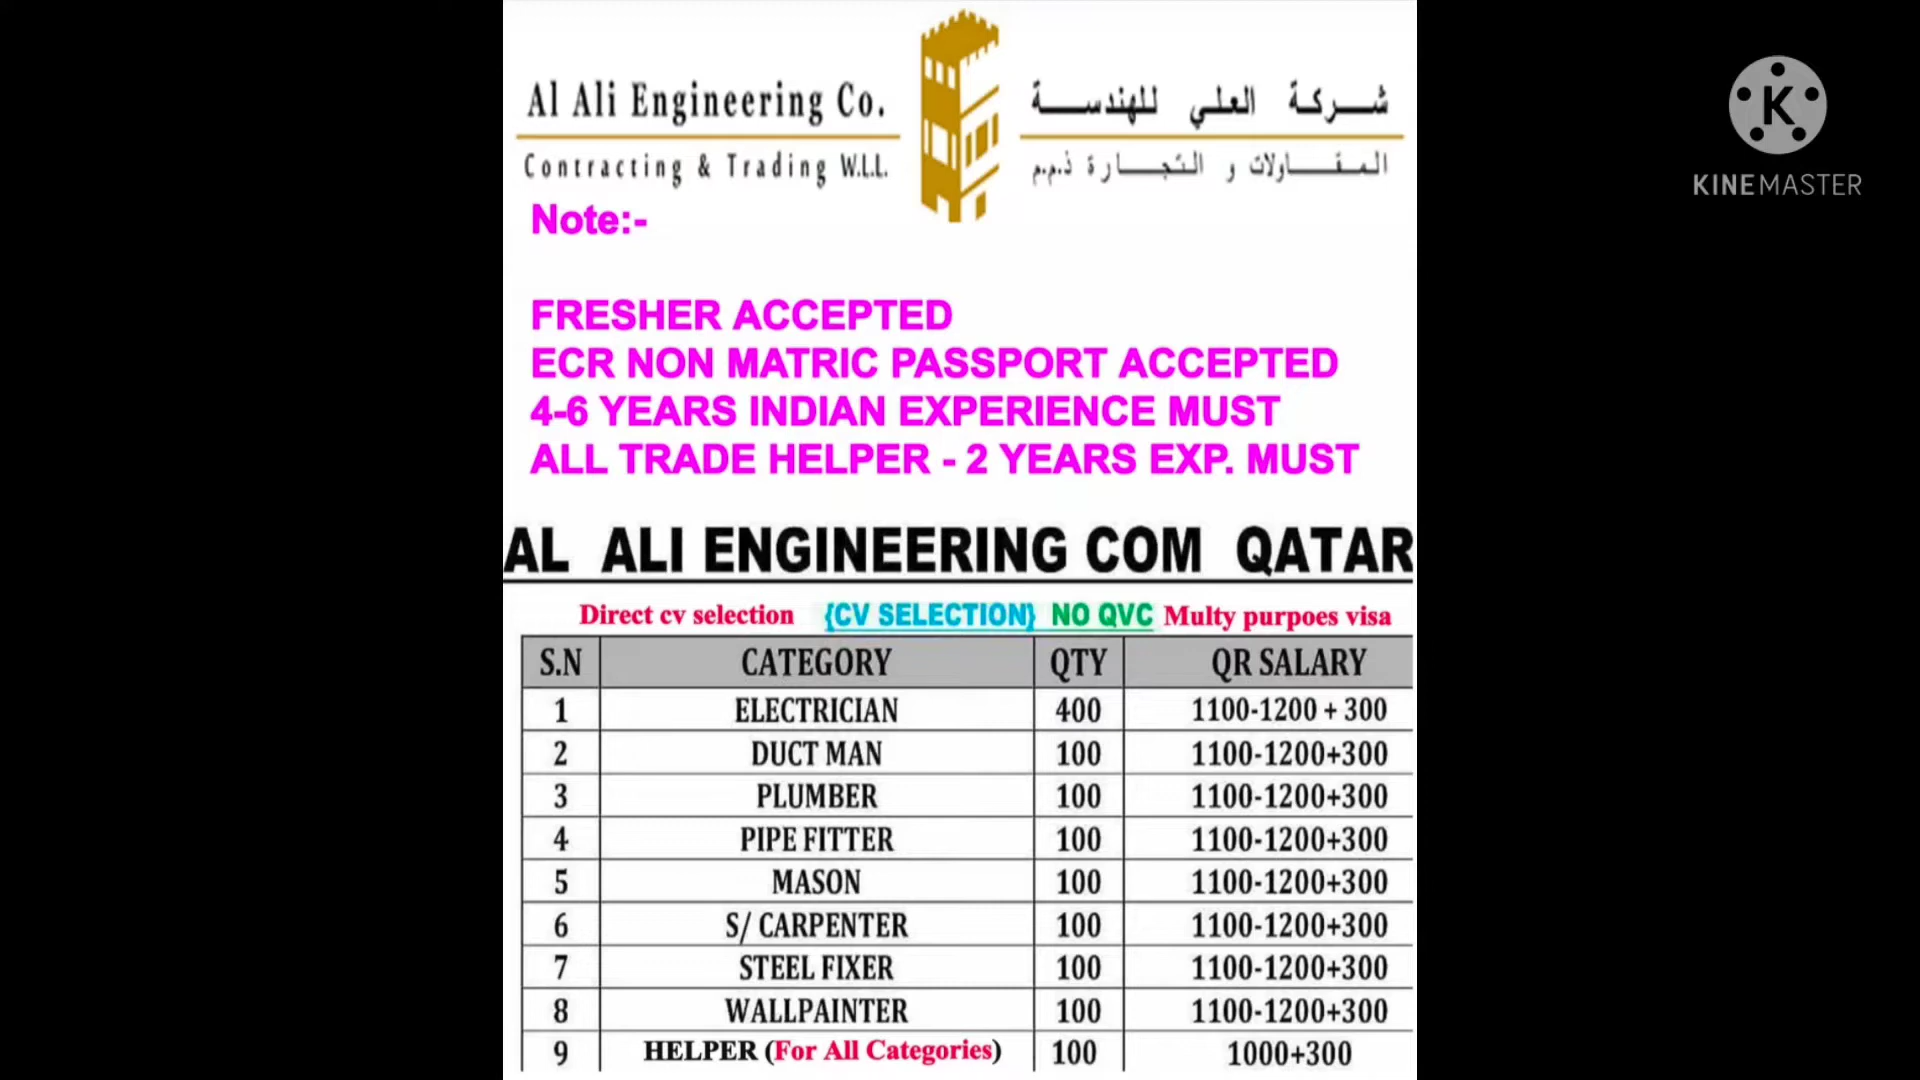 Al Ali Engineering Co.
شركة العلي للهندسة
Contracting & Trading W.L.L.
المقاولات و التجارة ذ.م.م
K
KINEMASTER
Note:-
FRESHER ACCEPTED
ECR NON MATRIC PASSPORT ACCEPTED
4-6 YEARS INDIAN EXPERIENCE MUST
ALL TRADE HELPER - 2 YEARS EXP. MUST
AL ALI ENGINEERING COM QATAR
Direct cv selection {CV SELECTION} NO QVC Multy purpoes visa
S.N CATEGORY QTY QR SALARY
1 ELECTRICIAN 400 1100-1200 + 300
2 DUCT MAN 100 1100-1200+300
3 PLUMBER 100 1100-1200+300
4 PIPE FITTER 100 1100-1200+300
5 MASON 100 1100-1200+300
6 S/ CARPENTER 100 1100-1200+300
7 STEEL FIXER 100 1100-1200+300
8 WALLPAINTER 100 1100-1200+300
9 HELPER (For All Categories) 100 1000+300